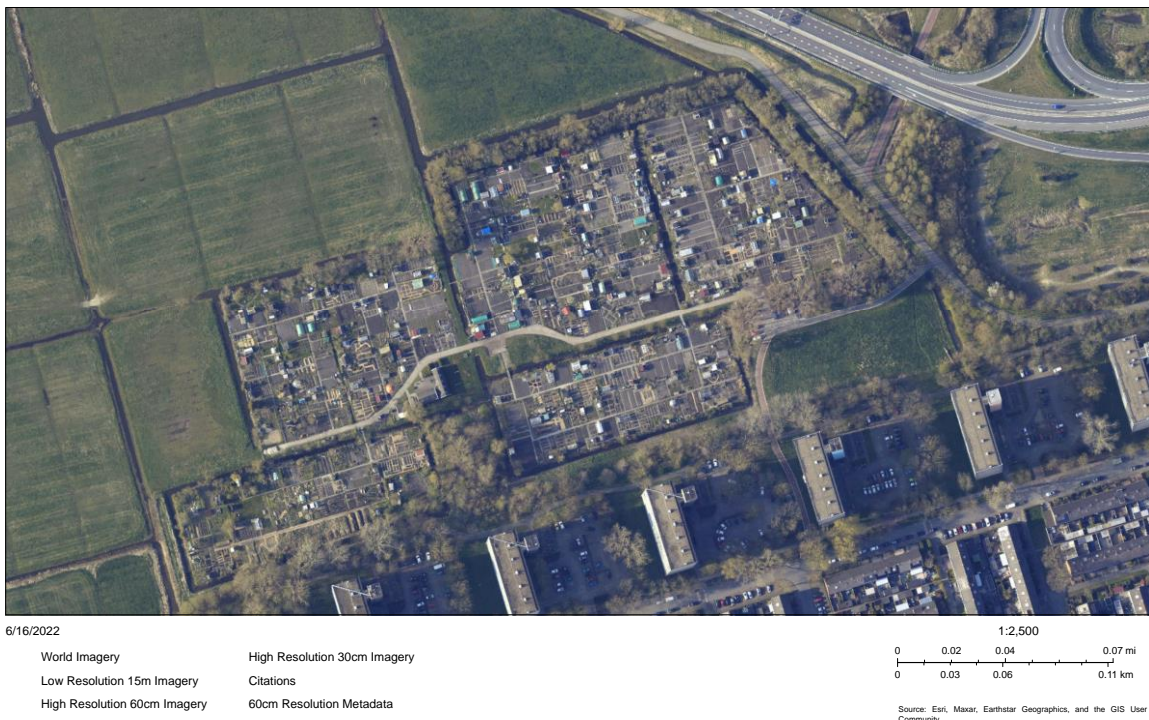 6/16/2022
1:2,500
World Imagery
High Resolution 30cm Imagery
Low Resolution 15m Imagery
Citations
High Resolution 60cm Imagery
60cm Resolution Metadata
0 0.02 0.04 0.07 mi
0 0.03 0.06 0.11 km
Source: Esri, Maxar, Earthstar Geographics, and the GIS User
Community